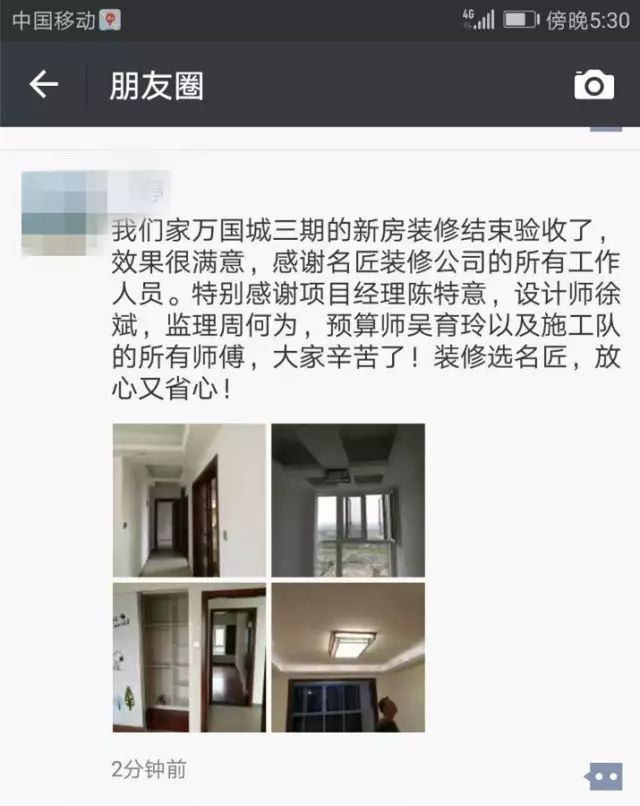 中国移动
4G
傍晚5:30
朋友圈
我们家万国城三期的新房装修结束验收了，
效果很满意，感谢名匠装修公司的所有工作
人员。特别感谢项目经理陈特意，设计师徐
斌，监理周何为，预算师吴育玲以及施工队
的所有师傅，大家辛苦了！装修选名匠，放
心又省心！
2分钟前